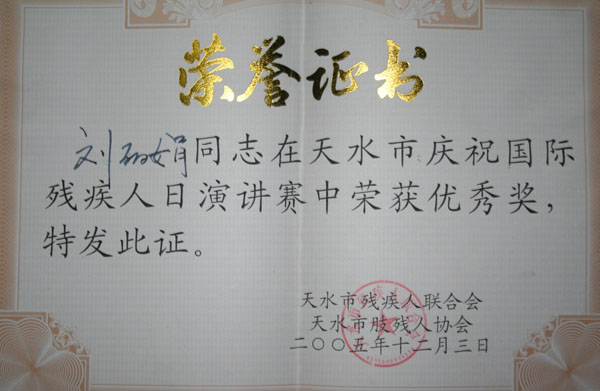 荣誉证书
刘丽娟同志在天水市庆祝国际
残疾人日演讲赛中荣获优秀奖，
特发此证。
天水市残疾人联合会
天水市肢残人协会
二〇〇五年十二月三日